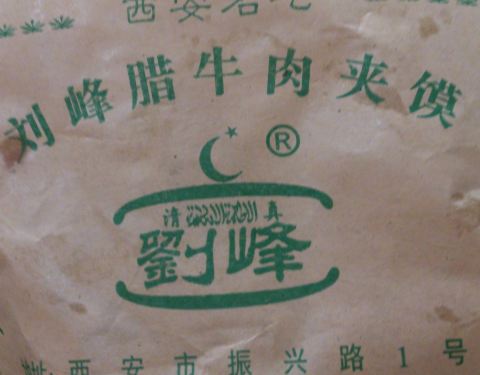 西安名吃
刘峰腊牛肉夹馍
®
清 真
劉峰
西安市振兴路1号